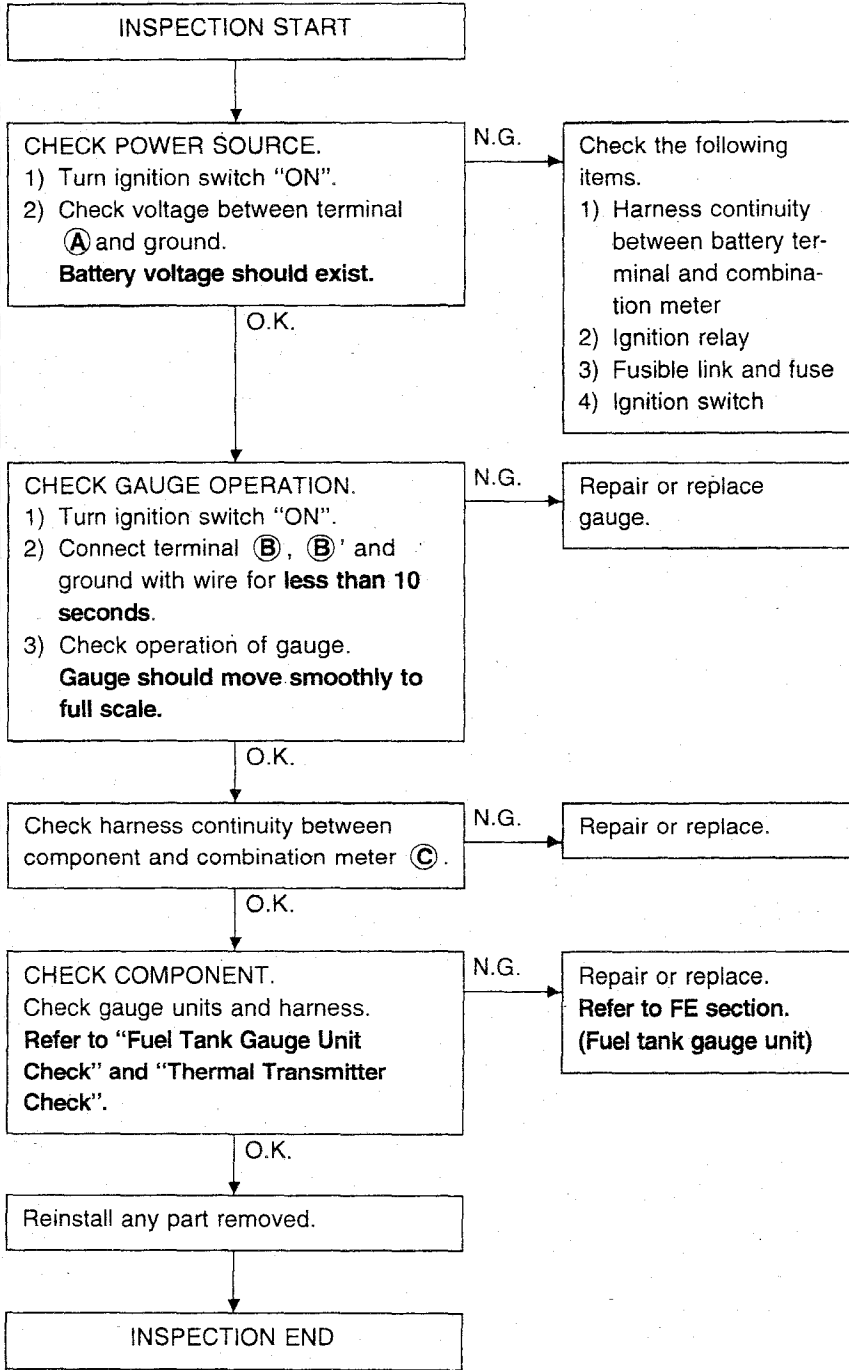 INSPECTION START
CHECK POWER SOURCE.
1) Turn ignition switch "ON".
2) Check voltage between terminal
Ⓐ and ground.
Battery voltage should exist.
N.G.
Check the following
items.
1) Harness continuity
between battery ter-
minal and combina-
tion meter
2) Ignition relay
3) Fusible link and fuse
4) Ignition switch
O.K.
CHECK GAUGE OPERATION.
1) Turn ignition switch "ON".
2) Connect terminal Ⓑ, Ⓑ' and
ground with wire for less than 10
seconds.
3) Check operation of gauge.
Gauge should move smoothly to
full scale.
N.G.
Repair or replace
gauge.
O.K.
Check harness continuity between
component and combination meter Ⓒ.
N.G.
Repair or replace.
O.K.
CHECK COMPONENT.
Check gauge units and harness.
Refer to "Fuel Tank Gauge Unit
Check" and "Thermal Transmitter
Check".
N.G.
Repair or replace.
Refer to FE section.
(Fuel tank gauge unit)
O.K.
Reinstall any part removed.
INSPECTION END